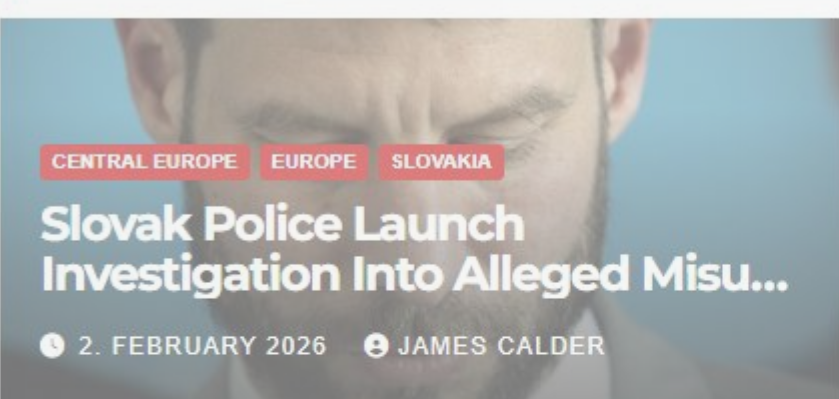 CENTRAL EUROPE EUROPE SLOVAKIA
Slovak Police Launch
Investigation Into Alleged Misu...
2. FEBRUARY 2026 JAMES CALDER